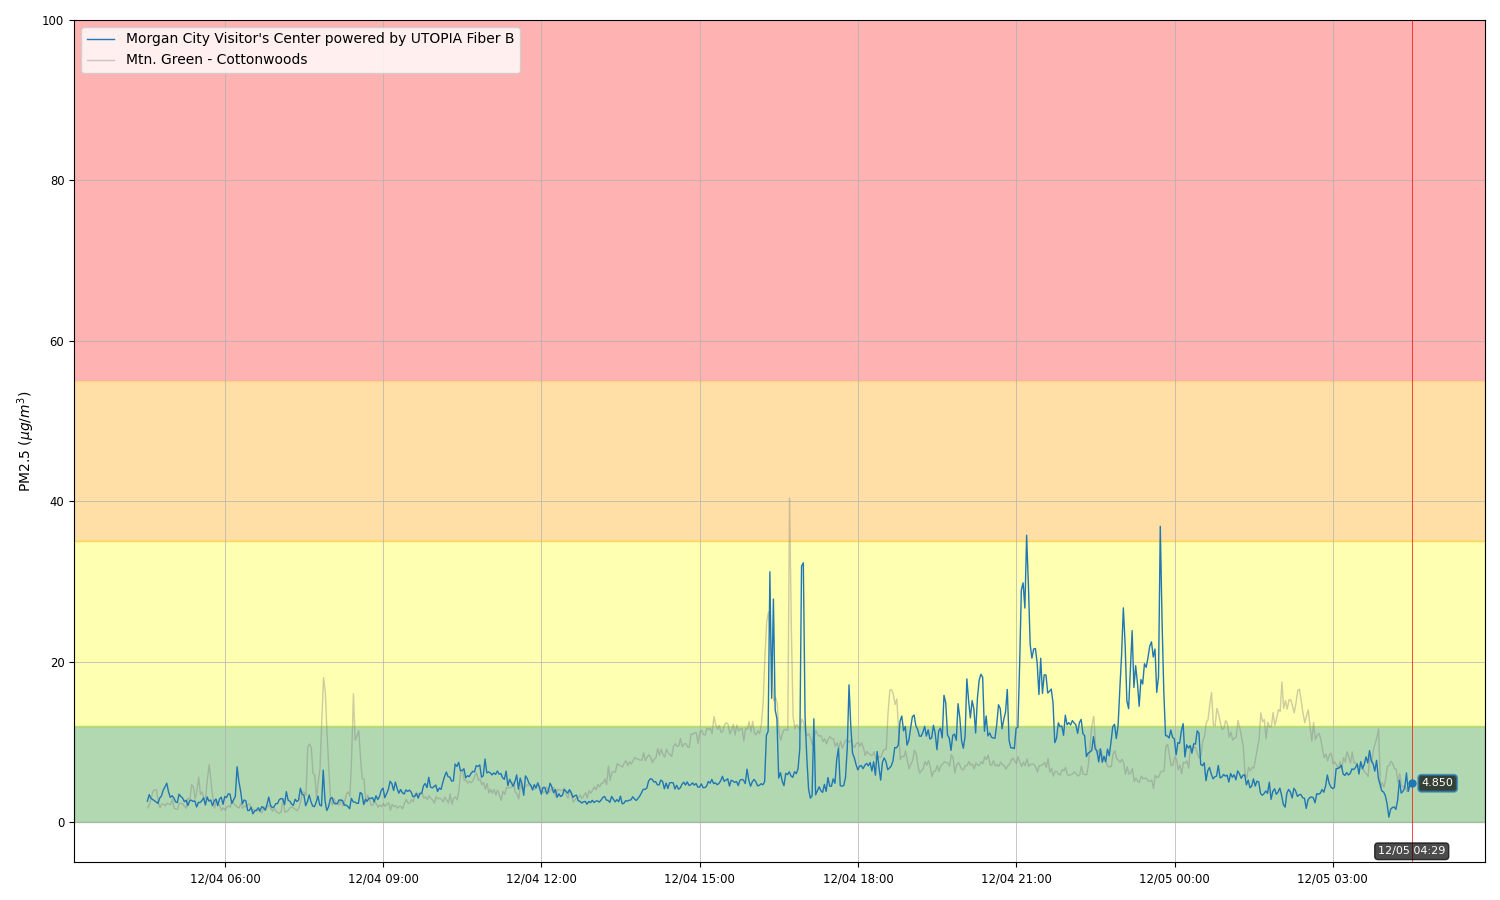 100
Morgan City Visitor's Center powered by UTOPIA Fiber B
Mtn. Green - Cottonwoods
80
60
PM2.5 (μg/m³)
40
20
4.850
0
12/05 04:29
12/04 06:00 12/04 09:00 12/04 12:00 12/04 15:00 12/04 18:00 12/04 21:00 12/05 00:00 12/05 03:00